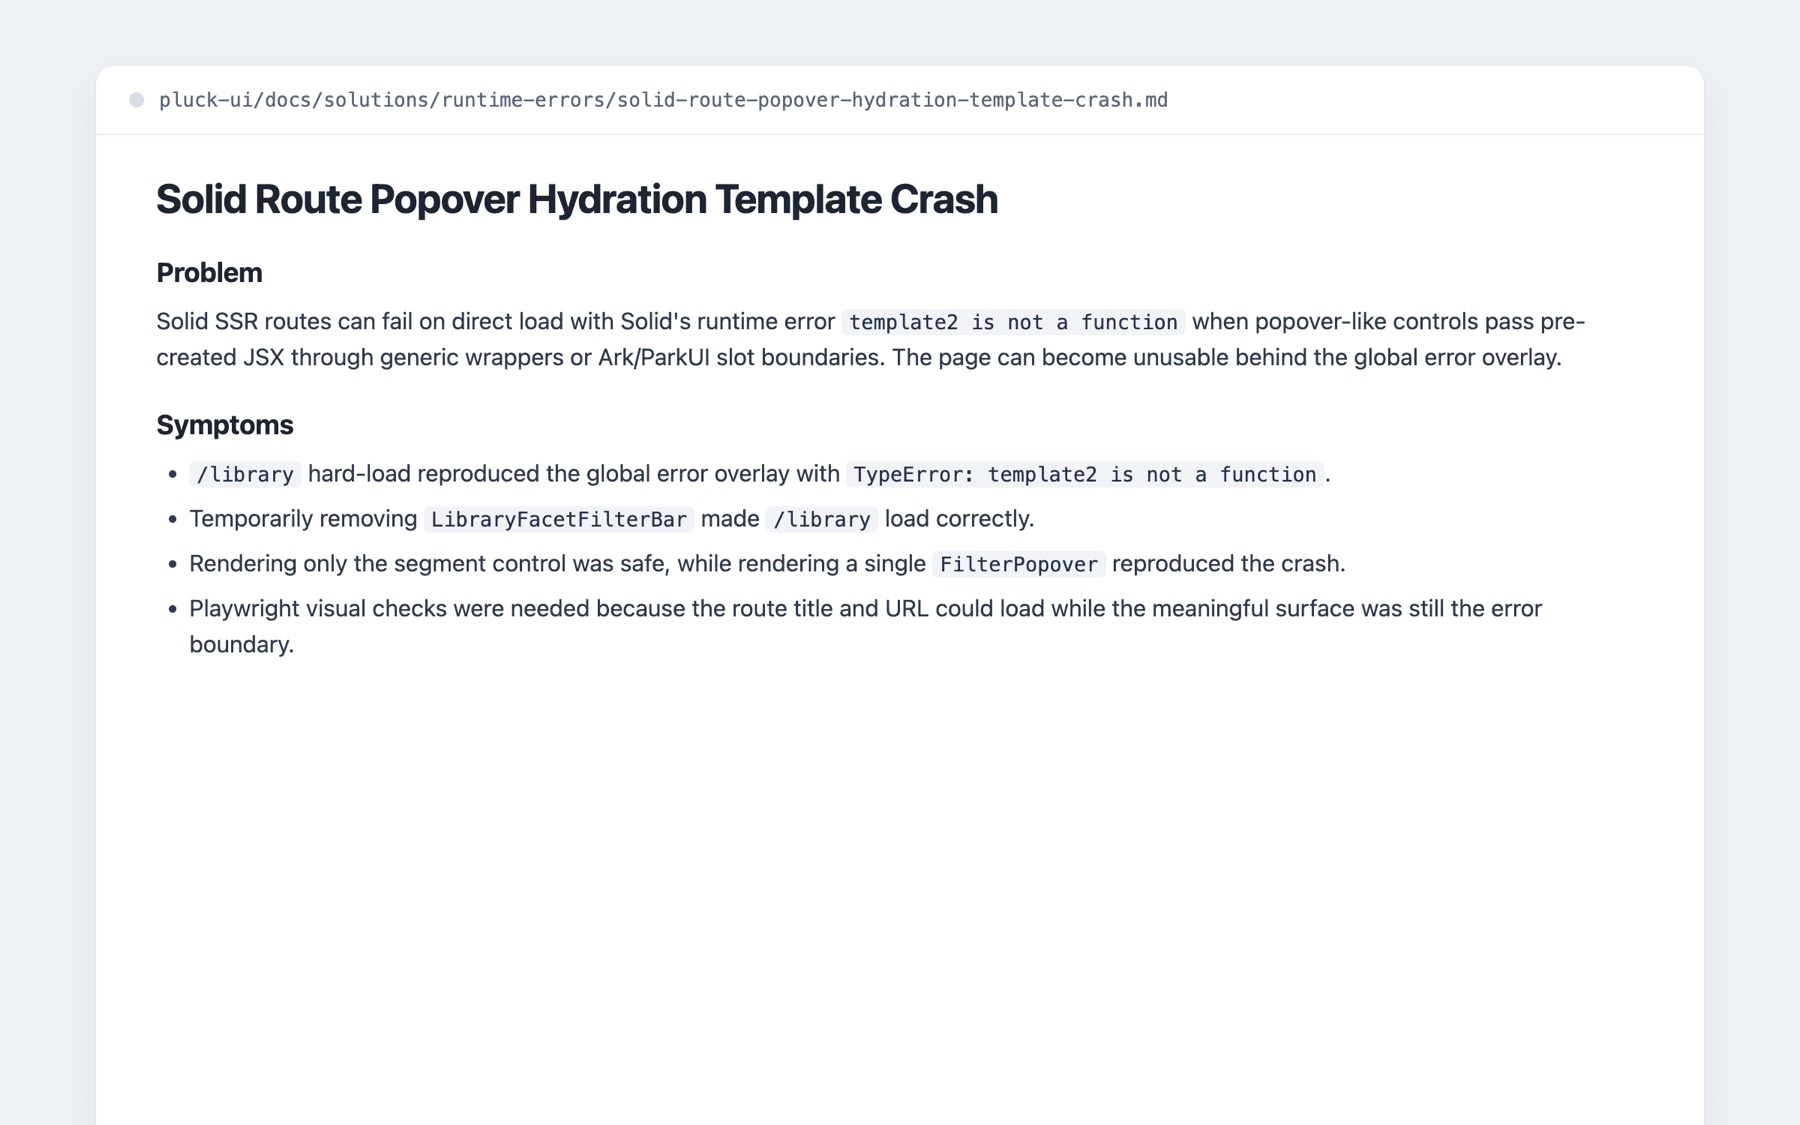 pluck-ui/docs/solutions/runtime-errors/solid-route-popover-hydration-template-crash.md
Solid Route Popover Hydration Template Crash
Problem
Solid SSR routes can fail on direct load with Solid's runtime error template2 is not a function when popover-like controls pass pre-
created JSX through generic wrappers or Ark/ParkUI slot boundaries. The page can become unusable behind the global error overlay.
Symptoms
• /library hard-load reproduced the global error overlay with TypeError: template2 is not a function.
• Temporarily removing LibraryFacetFilterBar made /library load correctly.
• Rendering only the segment control was safe, while rendering a single FilterPopover reproduced the crash.
• Playwright visual checks were needed because the route title and URL could load while the meaningful surface was still the error
boundary.